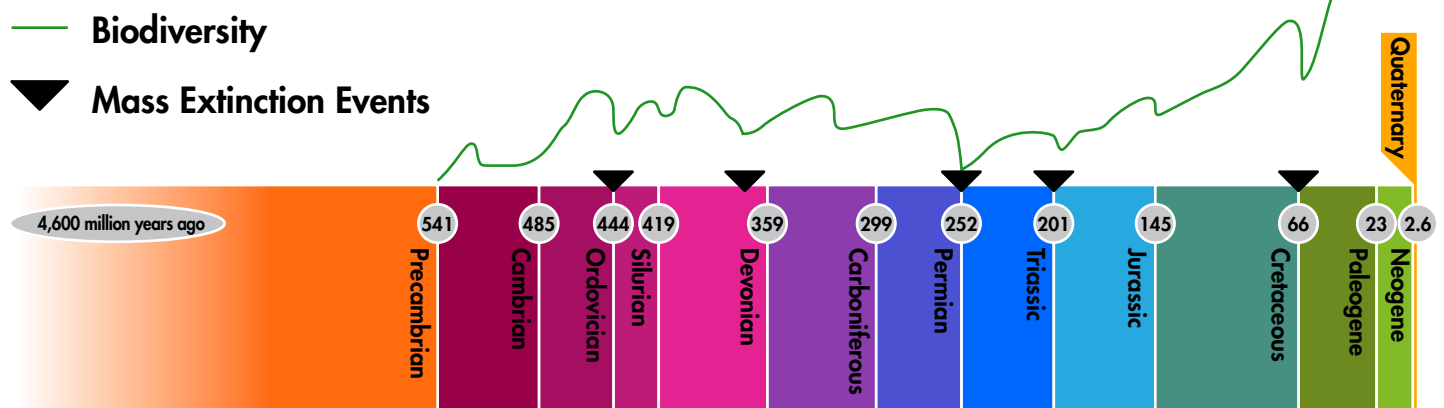 Biodiversity
Mass Extinction Events
Quaternary
4,600 million years ago
541
485
444
419
359
299
252
201
145
66
23
2.6
Precambrian
Cambrian
Ordovician
Silurian
Devonian
Carboniferous
Permian
Triassic
Jurassic
Cretaceous
Paleogene
Neogene